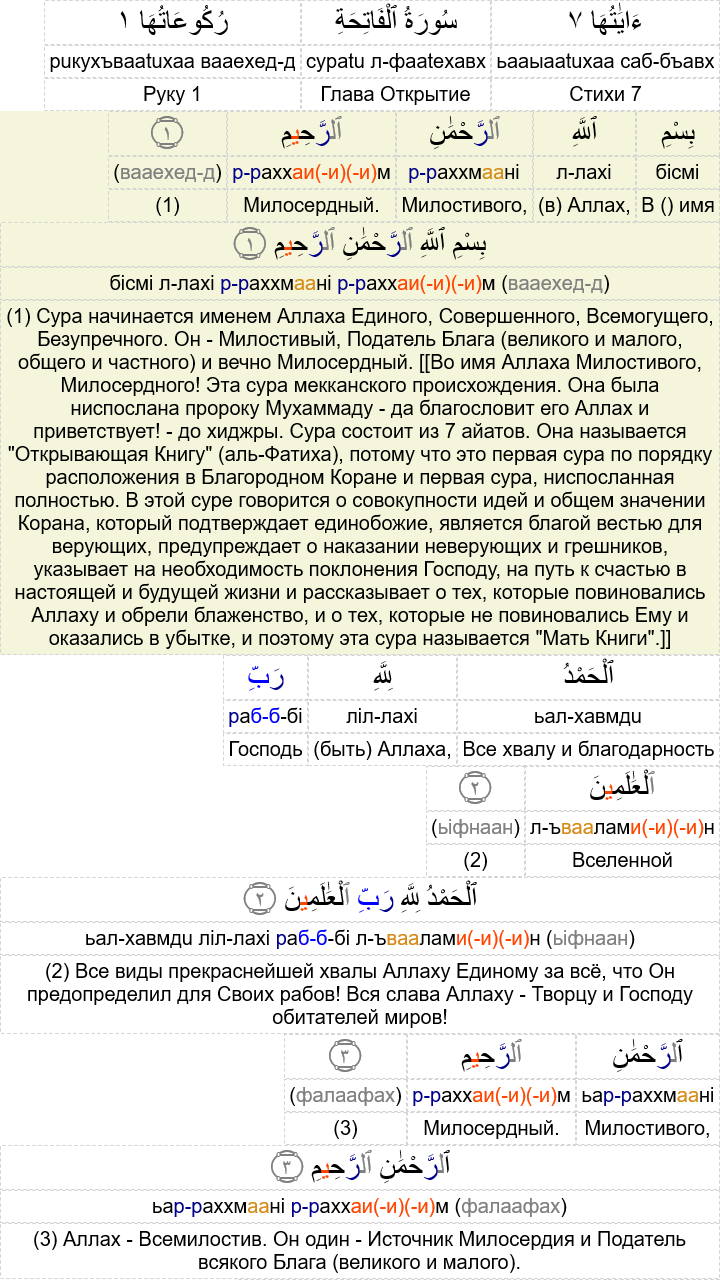 ءَايَٰتُهَا ٧ سُورَةُ ٱلْفَاتِحَةِ رُكُوعَاتُهَا ١
ьааыааtuхаа саб-бъавх сураtu л-фааtехавх рuкухъвааtuхаа вааехед-д
Стихи 7 Глава Открытие Руку 1
بِسْمِ ٱللَّهِ ٱلرَّحْمَٰنِ ٱلرَّحِيمِ ١
бісмі л-лахі р-раххмаані р-раххаи(-и)(-и)м (вааехед-д)
В () имя (в) Аллах, Милостивого, Милосердный. (1)
بِسْمِ ٱللَّهِ ٱلرَّحْمَٰنِ ٱلرَّحِيمِ ١
бісмі л-лахі р-раххмаані р-раххаи(-и)(-и)м (вааехед-д)
(1) Сура начинается именем Аллаха Единого, Совершенного, Всемогущего,
Безупречного. Он - Милостивый, Податель Блага (великого и малого,
общего и частного) и вечно Милосердный. [[Во имя Аллаха Милостивого,
Милосердного! Эта сура мекканского происхождения. Она была
ниспослана пророку Мухаммаду - да благословит его Аллах и
приветствует! - до хиджры. Сура состоит из 7 айатов. Она называется
"Открывающая Книгу" (аль-Фатиха), потому что это первая сура по порядку
расположения в Благородном Коране и первая сура, ниспосланная
полностью. В этой суре говорится о совокупности идей и общем значении
Корана, который подтверждает единобожие, является благой вестью для
верующих, предупреждает о наказании неверующих и грешников,
указывает на необходимость поклонения Господу, на путь к счастью в
настоящей и будущей жизни и рассказывает о тех, которые повиновались
Аллаху и обрели блаженство, и о тех, которые не повиновались Ему и
оказались в убытке, и поэтому эта сура называется "Мать Книги".]]
ٱلْحَمْدُ لِلَّهِ رَبِّ
ьал-хавмдu ліл-лахі раб-б-бі
Все хвалу и благодарность (быть) Аллаха, Господь
ٱلْعَٰلَمِينَ ٢
л-ъваалами(-и)(-и)н (ьіфнаан)
Вселенной (2)
ٱلْحَمْدُ لِلَّهِ رَبِّ ٱلْعَٰلَمِينَ ٢
ьал-хавмдu ліл-лахі раб-б-бі л-ъваалами(-и)(-и)н (ьіфнаан)
(2) Все виды прекраснейшей хвалы Аллаху Единому за всё, что Он
предопределил для Своих рабов! Вся слава Аллаху - Творцу и Господу
обитателей миров!
ٱلرَّحْمَٰنِ ٱلرَّحِيمِ ٣
ьар-раххмаані р-раххаи(-и)(-и)м (фалаафах)
Милостивого, Милосердный. (3)
ٱلرَّحْمَٰنِ ٱلرَّحِيمِ ٣
ьар-раххмаані р-раххаи(-и)(-и)м (фалаафах)
(3) Аллах - Всемилостив. Он один - Источник Милосердия и Податель
всякого Блага (великого и малого).